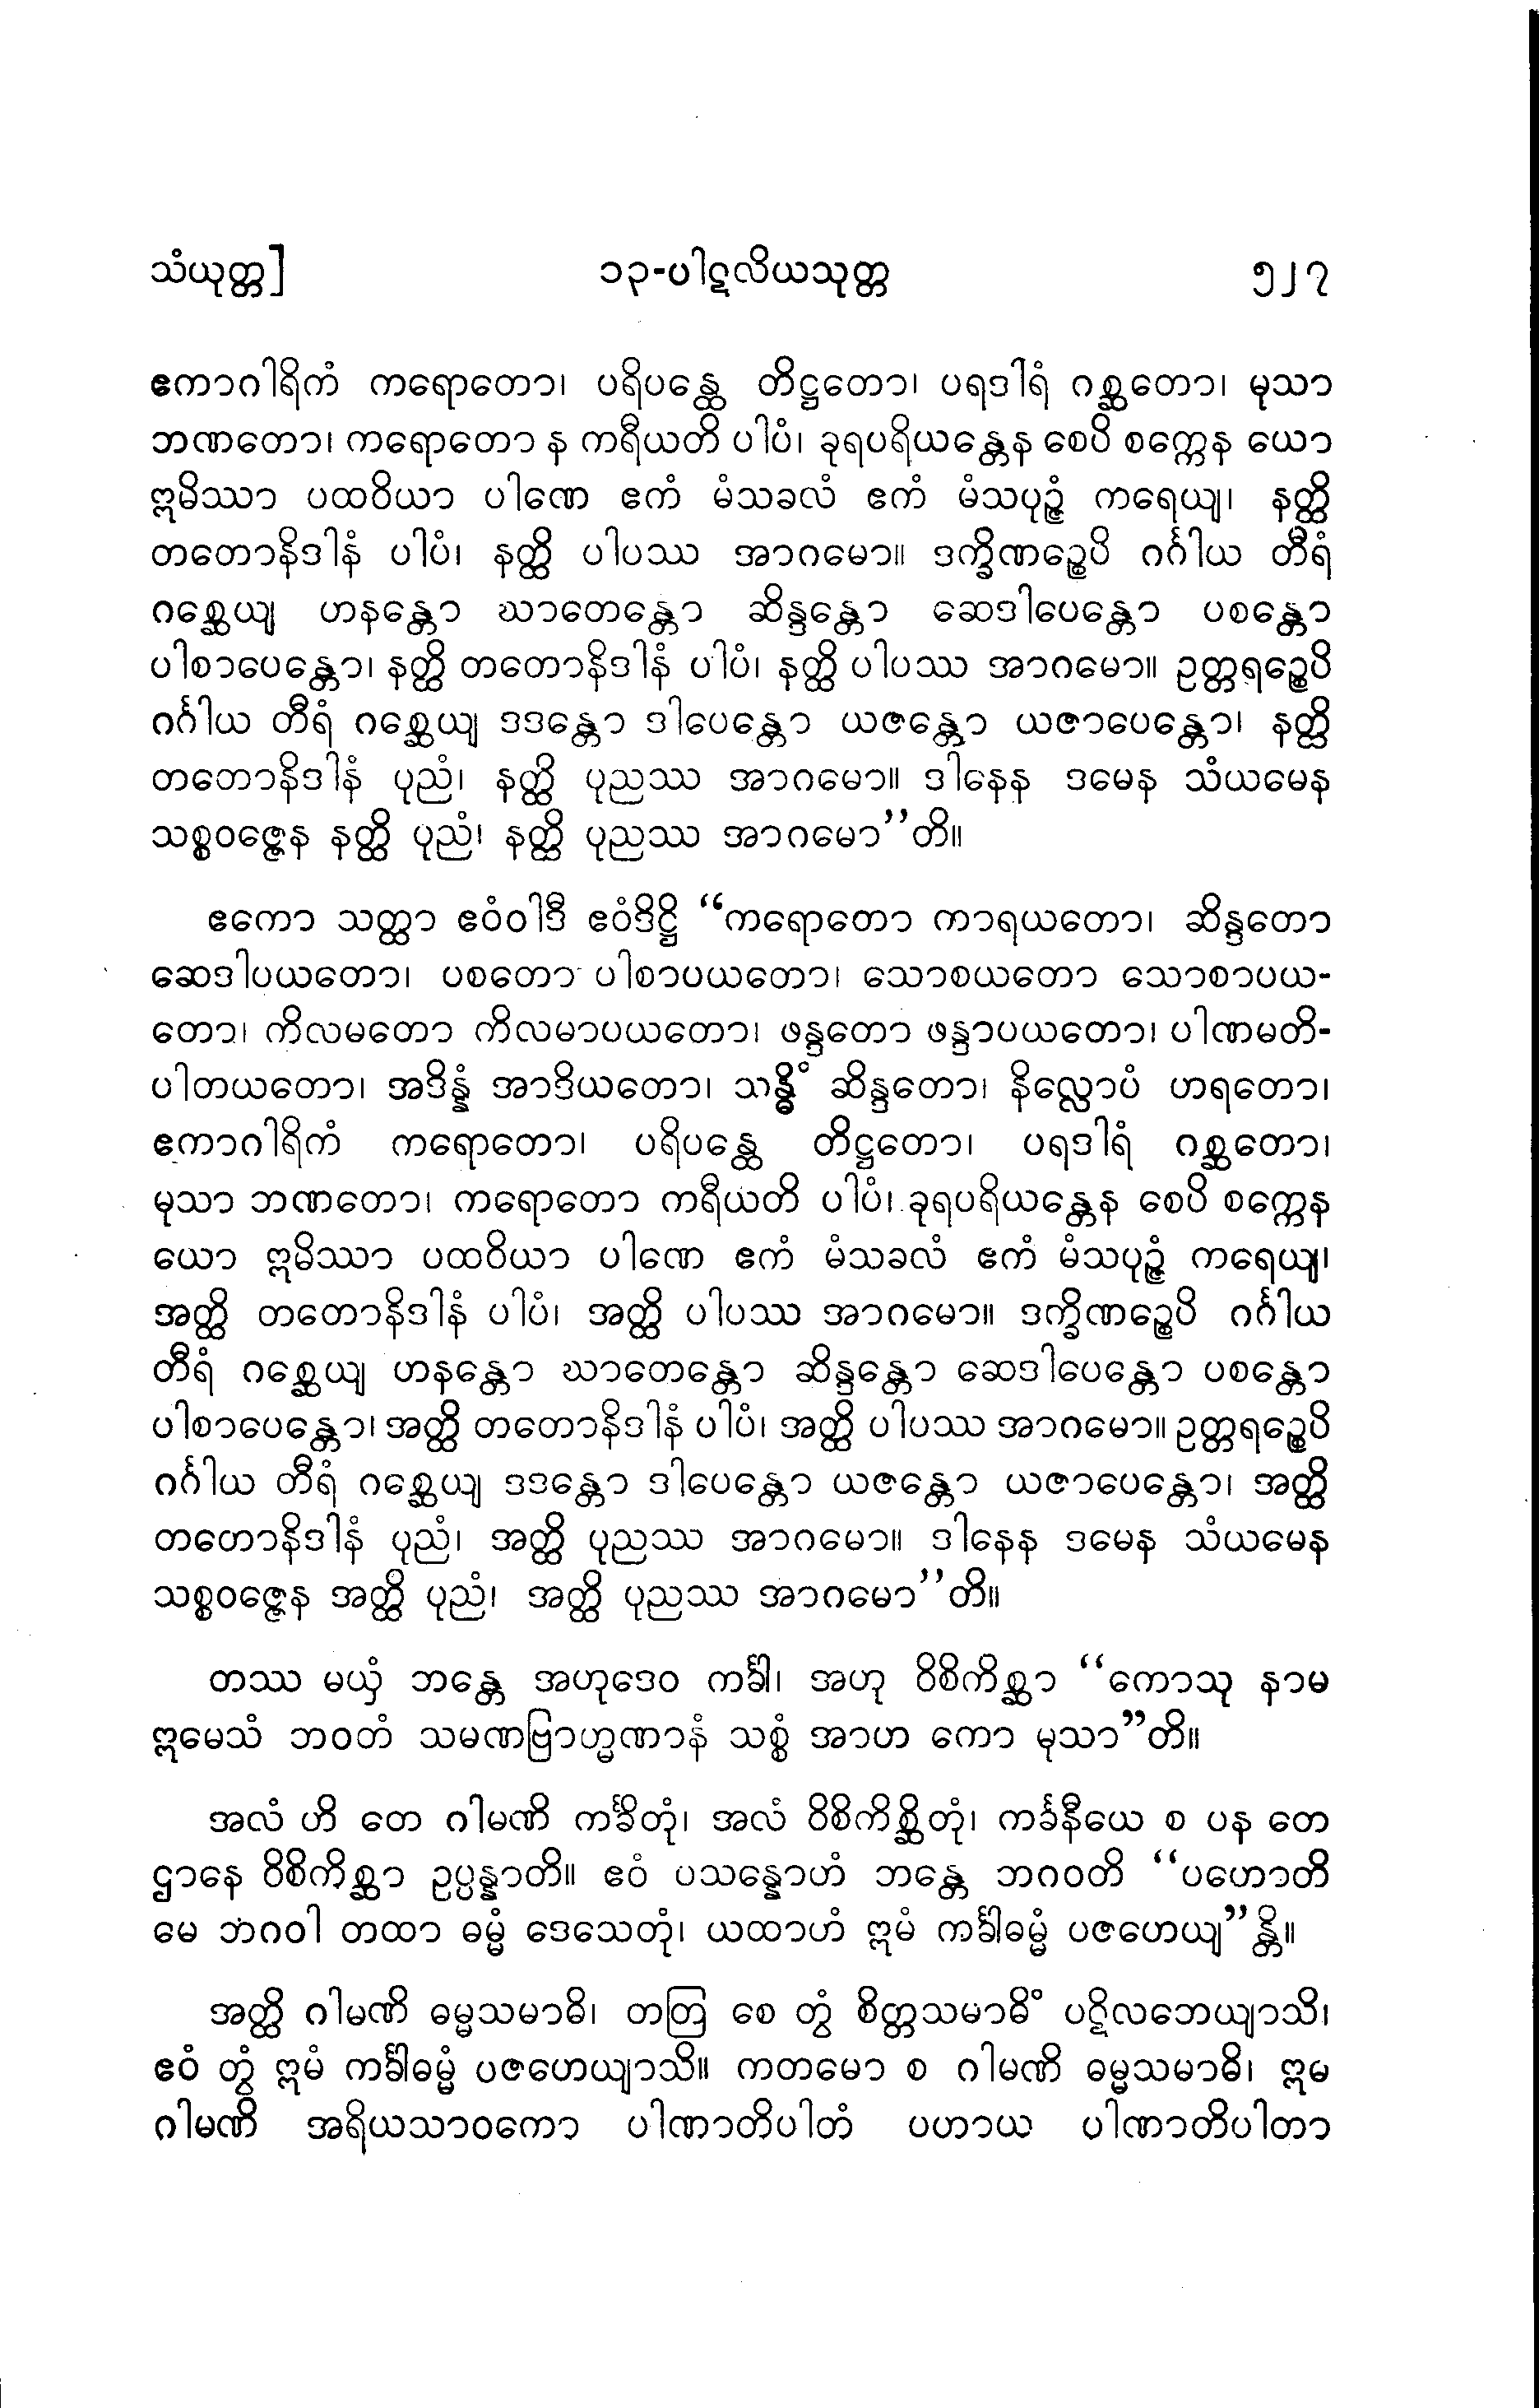 သံယုတ္တ] ၁၃-ပါဋလိယသုတ္တ ၅၂၇
ဧကာဂါရိကံ ကရောတော၊ ပရိပန္ထေ တိဋ္ဌတော၊ ပရဒါရံ ဂစ္ဆတော၊ မုသာ
ဘဏတော၊ ကရောတော န ကရီယတိ ပါပံ၊ ခုရပရိယန္တေန စေပိ စက္ကေန ယော
ဣမိဿာ ပထဝိယာ ပါဏေ ဧကံ မံသခလံ ဧကံ မံသပုဉ္ဇံ ကရေယျ၊ နတ္ထိ
တတောနိဒါနံ ပါပံ၊ နတ္ထိ ပါပဿ အာဂမော။ ဒက္ခိဏဉ္စေပိ ဂင်္ဂါယ တီရံ
ဂစ္ဆေယျ ဟနန္တော ဃာတေန္တော ဆိန္ဒန္တော ဆေဒါပေန္တော ပစန္တော
ပါစာပေန္တော၊ နတ္ထိ တတောနိဒါနံ ပါပံ၊ နတ္ထိ ပါပဿ အာဂမော။ ဥတ္တရဉ္စေပိ
ဂင်္ဂါယ တီရံ ဂစ္ဆေယျ ဒဒန္တော ဒါပေန္တော ယဇန္တော ယဇာပေန္တော၊ နတ္ထိ
တတောနိဒါနံ ပုညံ၊ နတ္ထိ ပုညဿ အာဂမော။ ဒါနေန ဒမေန သံယမေန
သစ္စဝဇ္ဇေန နတ္ထိ ပုညံ၊ နတ္ထိ ပုညဿ အာဂမော’’တိ။
ဧကော သတ္ထာ ဧဝံဝါဒီ ဧဝံဒိဋ္ဌိ “ကရောတော ကာရယတော၊ ဆိန္ဒတော
ဆေဒါပယတော၊ ပစတော ပါစာပယတော၊ သောစယတော သောစာပယ-
တော၊ ကိလမတော ကိလမာပယတော၊ ဖန္ဒတော ဖန္ဒာပယတော၊ ပါဏမတိ-
ပါတယတော၊ အဒိန္နံ အာဒိယတော၊ သန္ဓိံ ဆိန္ဒတော၊ နိလ္လောပံ ဟရတော၊
ဧကာဂါရိကံ ကရောတော၊ ပရိပန္ထေ တိဋ္ဌတော၊ ပရဒါရံ ဂစ္ဆတော၊
မုသာ ဘဏတော၊ ကရောတော ကရီယတိ ပါပံ၊ ခုရပရိယန္တေန စေပိ စက္ကေန
ယော ဣမိဿာ ပထဝိယာ ပါဏေ ဧကံ မံသခလံ ဧကံ မံသပုဉ္ဇံ ကရေယျ၊
အတ္ထိ တတောနိဒါနံ ပါပံ၊ အတ္ထိ ပါပဿ အာဂမော။ ဒက္ခိဏဉ္စေပိ ဂင်္ဂါယ
တီရံ ဂစ္ဆေယျ ဟနန္တော ဃာတေန္တော ဆိန္ဒန္တော ဆေဒါပေန္တော ပစန္တော
ပါစာပေန္တော၊ အတ္ထိ တတောနိဒါနံ ပါပံ၊ အတ္ထိ ပါပဿ အာဂမော။ ဥတ္တရဉ္စေပိ
ဂင်္ဂါယ တီရံ ဂစ္ဆေယျ ဒဒန္တော ဒါပေန္တော ယဇန္တော ယဇာပေန္တော၊ အတ္ထိ
တတောနိဒါနံ ပုညံ၊ အတ္ထိ ပုညဿ အာဂမော။ ဒါနေန ဒမေန သံယမေန
သစ္စဝဇ္ဇေန အတ္ထိ ပုညံ၊ အတ္ထိ ပုညဿ အာဂမော’’တိ။
တဿ မယှံ ဘန္တေ အဟုဒေဝ ကင်္ခါ၊ အဟု ဝိစိကိစ္ဆာ “ကောသု နာမ
ဣမေသံ ဘဝတံ သမဏဗြာဟ္မဏာနံ သစ္စံ အာဟ ကော မုသာ”တိ။
အလံ ဟိ တေ ဂါမဏိ ကင်္ခိတုံ၊ အလံ ဝိစိကိစ္ဆိတုံ၊ ကင်္ခနီယေ စ ပန တေ
ဌာနေ ဝိစိကိစ္ဆာ ဥပ္ပန္နာတိ။ ဧဝံ ပသန္နောဟံ ဘန္တေ ဘဂဝတိ “ပဟောတိ
မေ ဘဂဝါ တထာ ဓမ္မံ ဒေသေတုံ၊ ယထာဟံ ဣမံ ကင်္ခါဓမ္မံ ပဇဟေယျ”န္တိ။
အတ္ထိ ဂါမဏိ ဓမ္မသမာဓိ၊ တတြ စေ တွံ စိတ္တသမာဓိံ ပဋိလဘေယျာသိ၊
ဧဝံ တွံ ဣမံ ကင်္ခါဓမ္မံ ပဇဟေယျာသိ။ ကတမော စ ဂါမဏိ ဓမ္မသမာဓိ၊ ဣဓ
ဂါမဏိ အရိယသာဝကော ပါဏာတိပါတံ ပဟာယ ပါဏာတိပါတာ